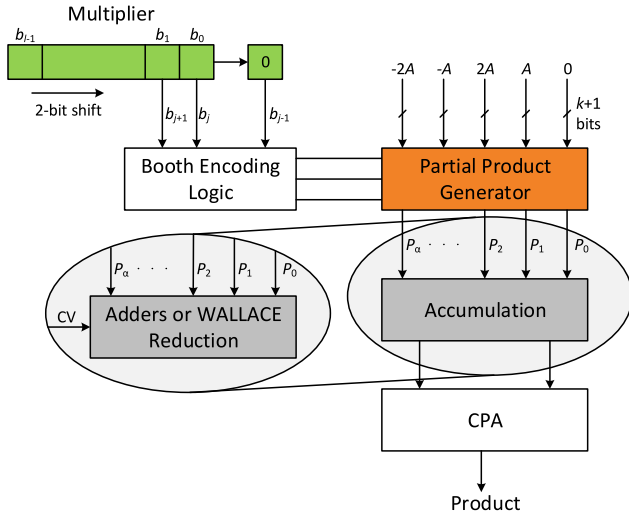 Multiplier
b_{l-1} b_1 b_0
0
2-bit shift
b_{j+1} b_j b_{j-1}
-2A -A 2A A 0
k+1
bits
Booth Encoding
Logic
Partial Product
Generator
P_α · · · P_2 P_1 P_0
P_α · · · P_2 P_1 P_0
CV
Adders or WALLACE
Reduction
Accumulation
CPA
Product